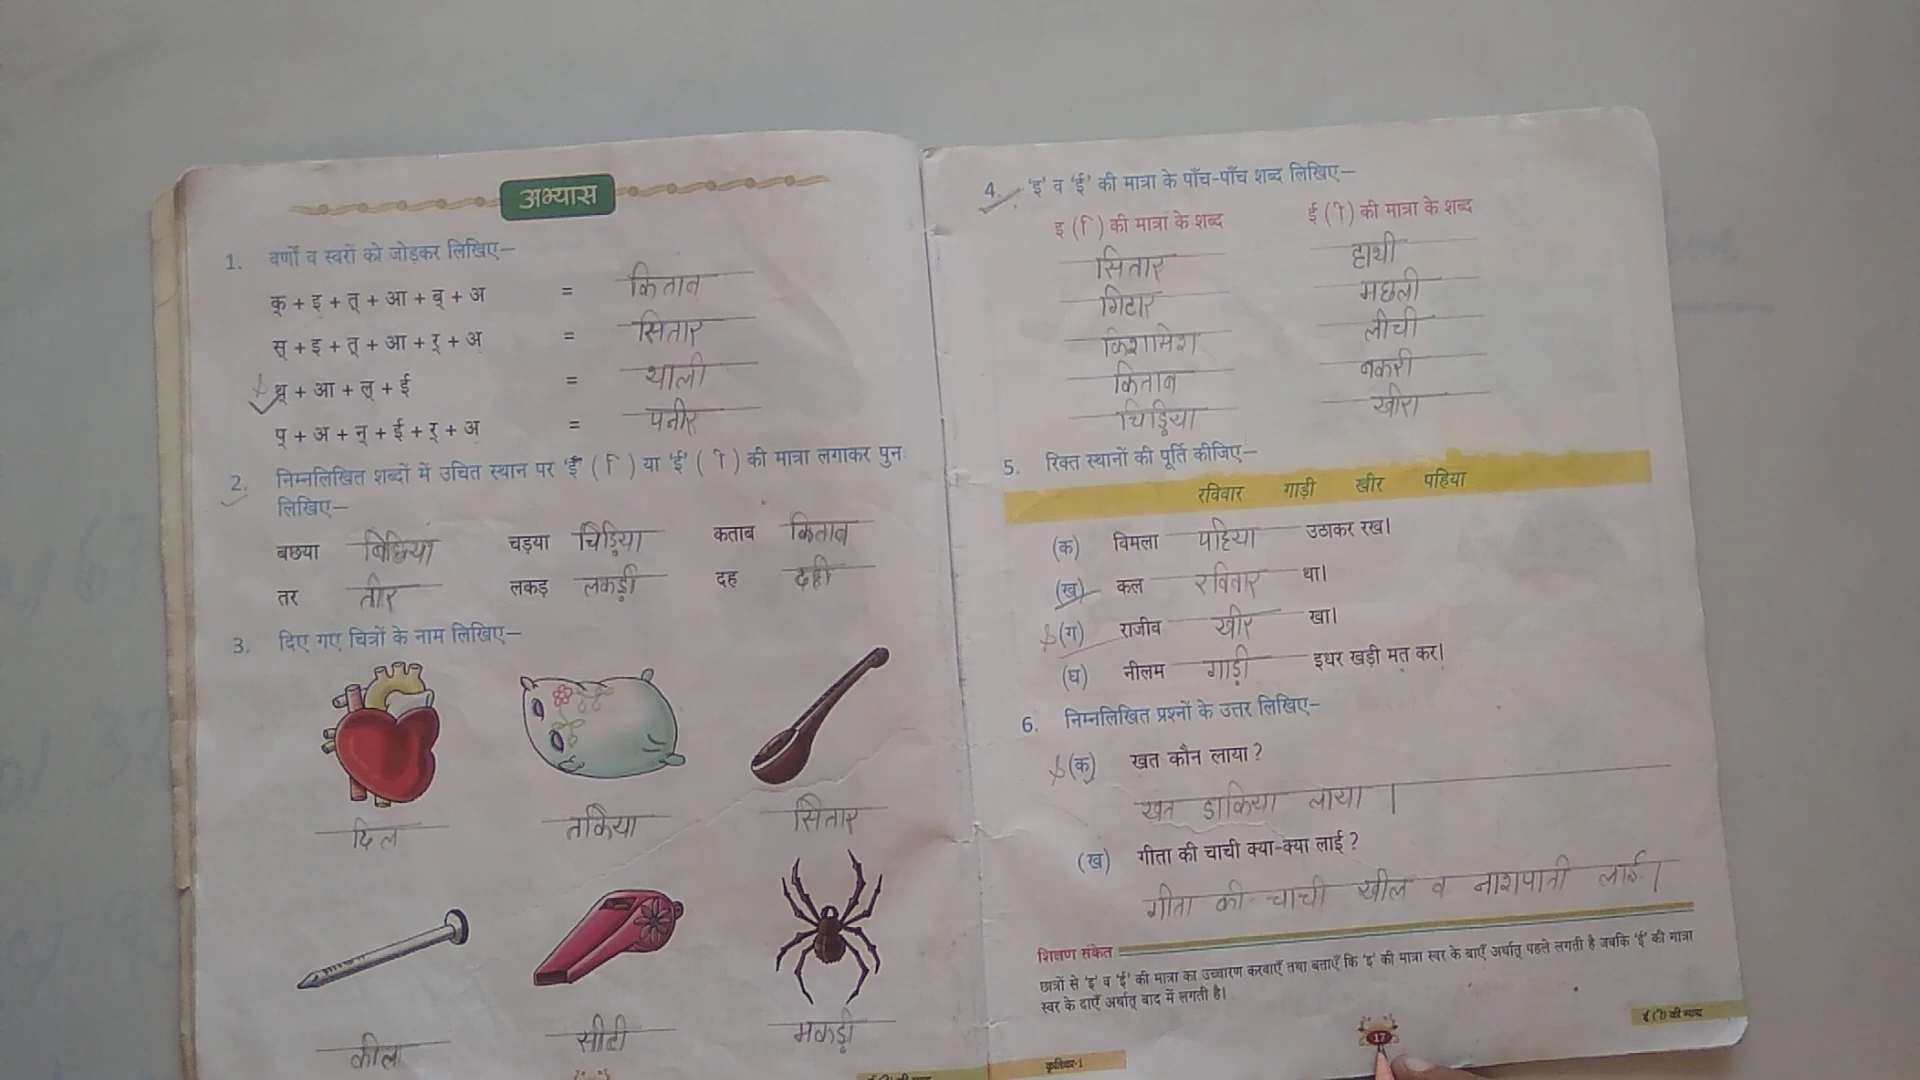 अभ्यास
1. वर्णों व स्वरों को जोड़कर लिखिए–
क् + इ + त् + आ + ब् + अ = किताब
स् + इ + त् + आ + र् + अ = सितार
थ् + आ + ल् + ई = थाली
प् + अ + न् + ई + र् + अ = पनीर
2. निम्नलिखित शब्दों में उचित स्थान पर 'इ' ( ि ) या 'ई' ( ी ) की मात्रा लगाकर पुनः
लिखिए–
बछया बिछिया चड़या चिड़िया कताब किताब
तर तीर लकड़ लकड़ी दह दही
3. दिए गए चित्रों के नाम लिखिए–
दिल तकिया सितार
कीला सीटी मकड़ी
4. 'इ' व 'ई' की मात्रा के पाँच-पाँच शब्द लिखिए–
इ ( ि ) की मात्रा के शब्द ई ( ी ) की मात्रा के शब्द
सितार हाथी
गिटार मछली
किशमिश लीची
किताब बकरी
चिड़िया खीरा
5. रिक्त स्थानों की पूर्ति कीजिए–
रविवार गाड़ी खीर पहिया
(क) विमला पहिया उठाकर रख।
(ख) कल रविवार था।
(ग) राजीव खीर खा।
(घ) नीलम गाड़ी इधर खड़ी मत कर।
6. निम्नलिखित प्रश्नों के उत्तर लिखिए–
(क) खत कौन लाया ?
खत डाकिया लाया ।
(ख) गीता की चाची क्या-क्या लाई ?
गीता की चाची खील व नाशपाती लाई ।
शिक्षण संकेत
छात्रों से 'इ' व 'ई' की मात्रा का उच्चारण करवाएँ तथा बताएँ कि 'इ' की मात्रा स्वर के बाएँ अर्थात् पहले लगती है जबकि 'ई' की मात्रा
स्वर के दाएँ अर्थात् बाद में लगती है।
17